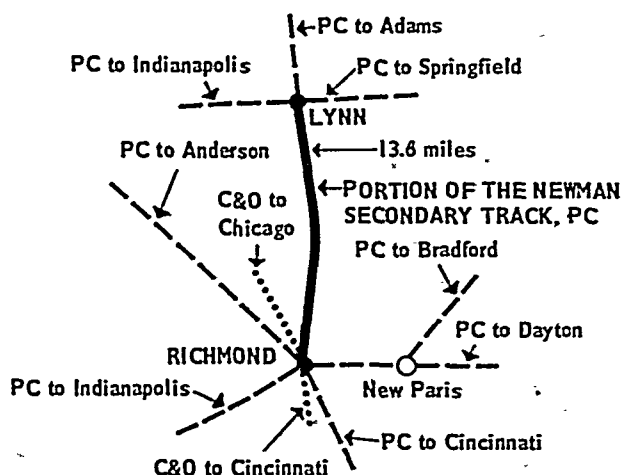 PC to Adams
PC to Indianapolis
PC to Springfield
LYNN
PC to Anderson
13.6 miles
C&O to
Chicago
PORTION OF THE NEWMAN
SECONDARY TRACK, PC
PC to Bradford
PC to Dayton
RICHMOND
New Paris
PC to Indianapolis
PC to Cincinnati
C&O to Cincinnati